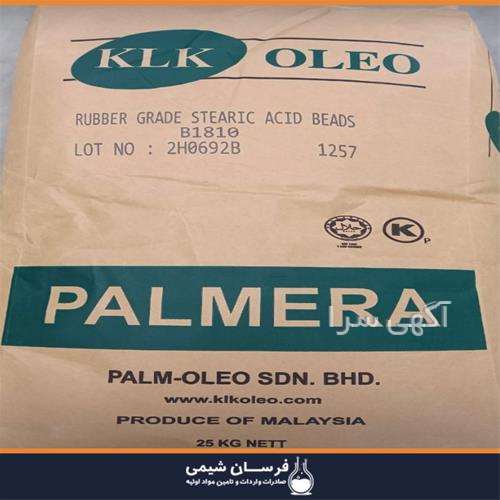 KLK OLEO
RUBBER GRADE STEARIC ACID BEADS
B1810
LOT NO : 2H0692B 1257
حلال
K
P
PALMERA
آگهی سرا
PALM-OLEO SDN. BHD.
www.klkoleo.com
PRODUCE OF MALAYSIA
25 KG NETT
فرسان شیمی
صادرات واردات و تامین مواد اولیه